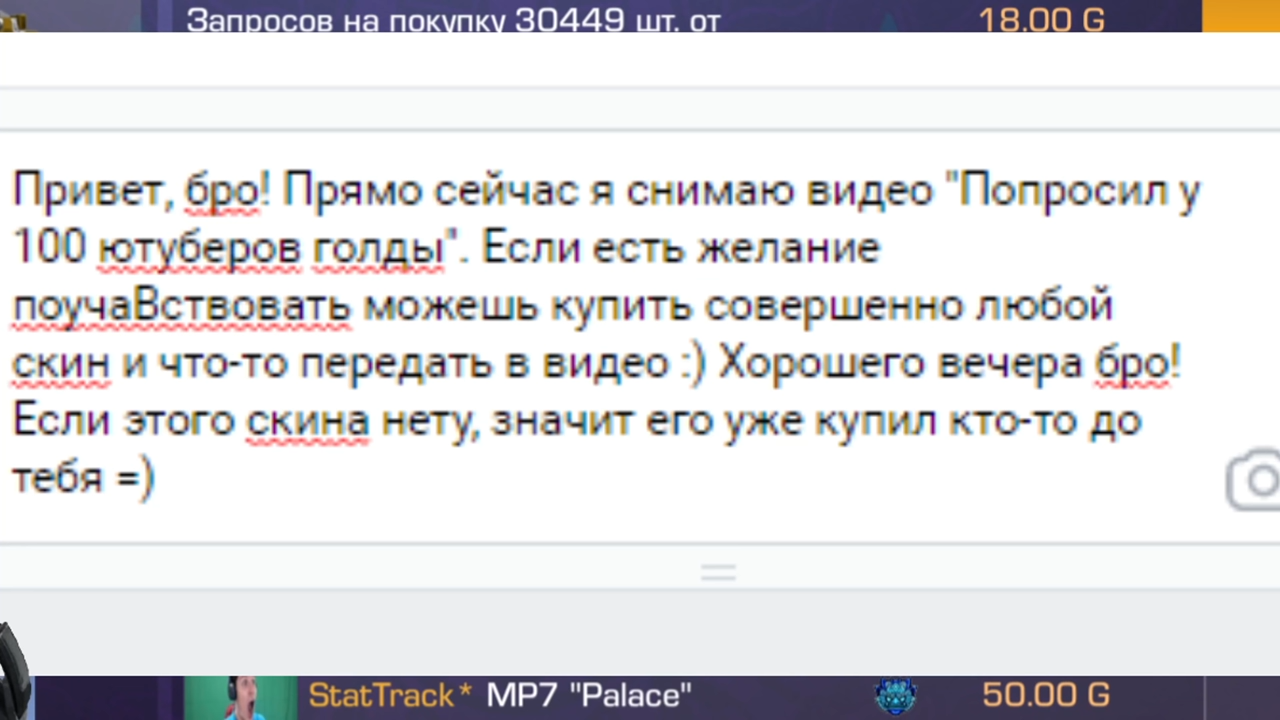 Запросов на покупку 30449 шт. от 18.00 G
Привет, бро! Прямо сейчас я снимаю видео "Попросил у
100 ютуберов голды". Если есть желание
поучаВствовать можешь купить совершенно любой
скин и что-то передать в видео :) Хорошего вечера бро!
Если этого скина нету, значит его уже купил кто-то до
тебя =)
StatTrack* MP7 "Palace" 50.00 G